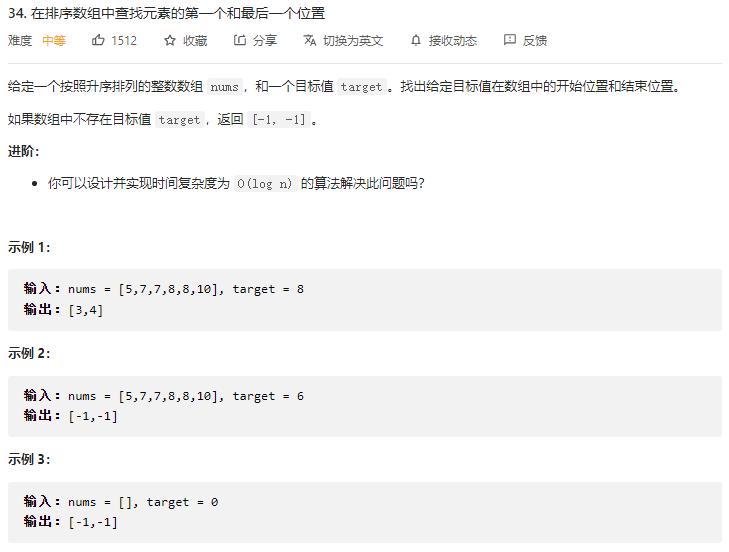 34. 在排序数组中查找元素的第一个和最后一个位置
难度 中等 1512 收藏 分享 切换为英文 接收动态 反馈
给定一个按照升序排列的整数数组 nums，和一个目标值 target。找出给定目标值在数组中的开始位置和结束位置。
如果数组中不存在目标值 target，返回 [-1, -1]。
进阶：
• 你可以设计并实现时间复杂度为 O(log n) 的算法解决此问题吗？
示例 1：
输入：nums = [5,7,7,8,8,10], target = 8
输出：[3,4]
示例 2：
输入：nums = [5,7,7,8,8,10], target = 6
输出：[-1,-1]
示例 3：
输入：nums = [], target = 0
输出：[-1,-1]